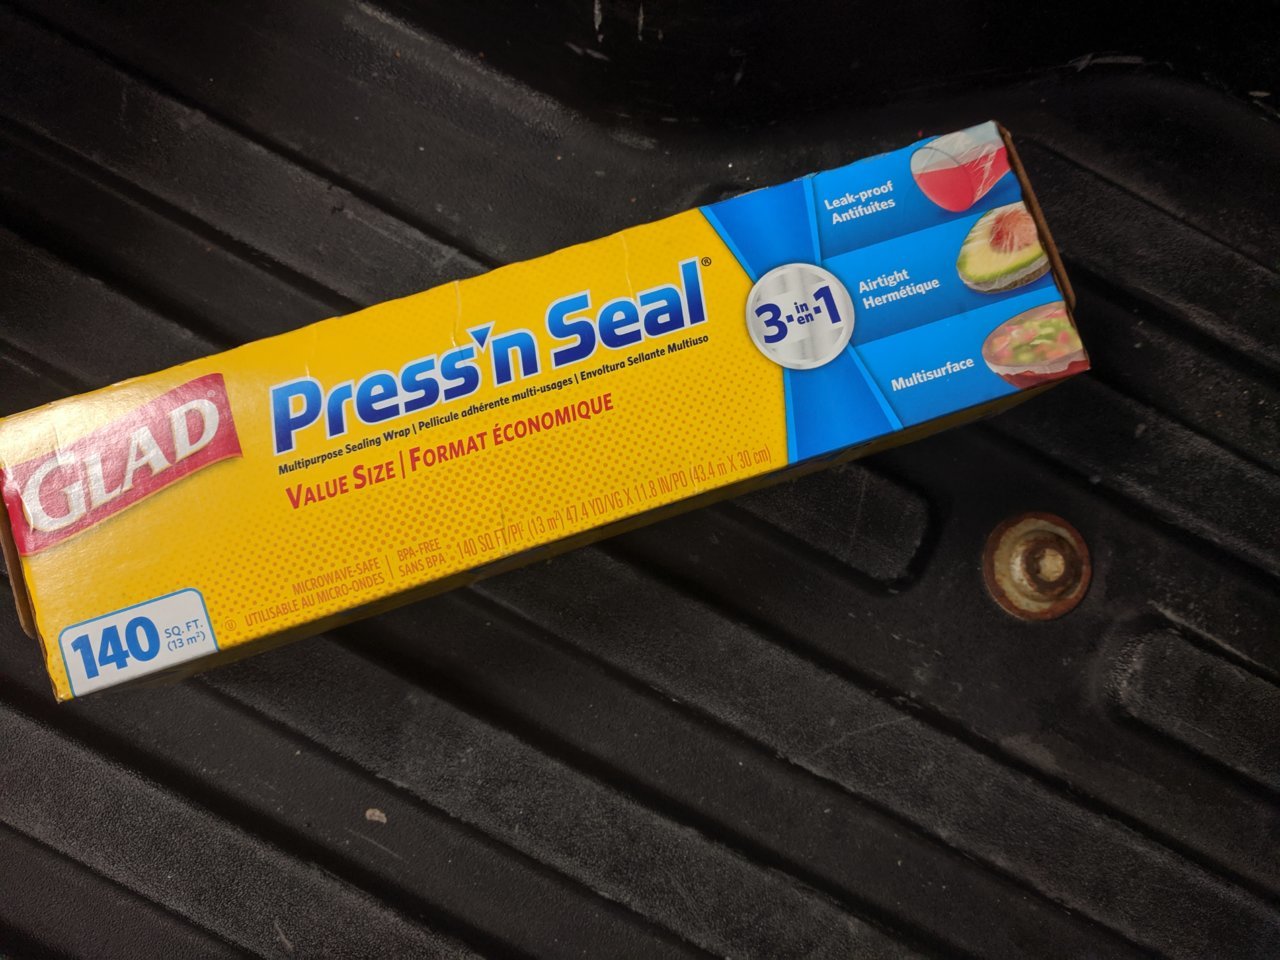 GLAD®
Press'n Seal®
Multipurpose Sealing Wrap | Pellicule adhérente multi-usages | Envoltura Sellante Multiuso
VALUE SIZE | FORMAT ÉCONOMIQUE
3-in-1
en
Leak-proof
Antifuites
Airtight
Hermétique
Multisurface
MICROWAVE-SAFE
UTILISABLE AU MICRO-ONDES
BPA-FREE
SANS BPA
140 SQ FT/PI² (13 m²) 47.4 YD/VG X 11.8 IN/PO (43.4 m X 30 cm)
140 SQ. FT.
(13 m²)